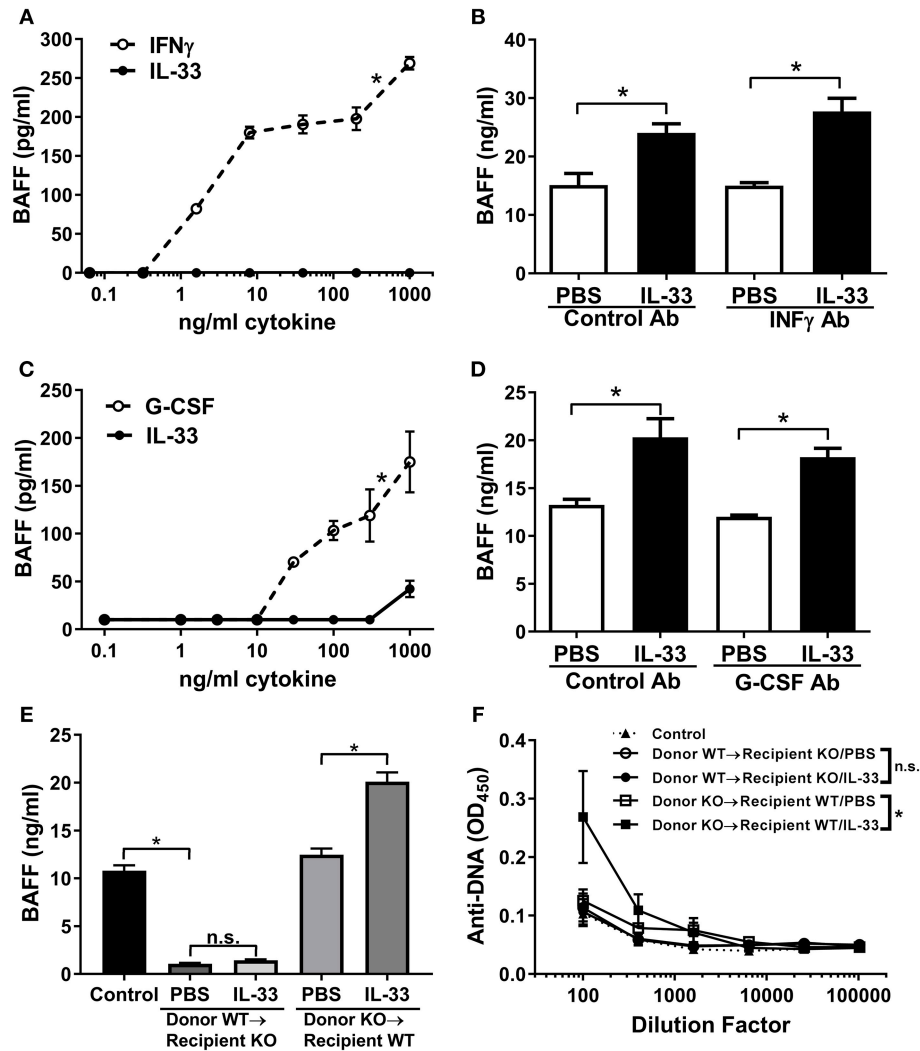 A
IFNγ
IL-33
*
300
250
200
150
100
50
0
BAFF (pg/ml)
0.1 1 10 100 1000
ng/ml cytokine
B
40
30
20
10
0
BAFF (ng/ml)
*
*
PBS IL-33 PBS IL-33
Control Ab INFγ Ab
C
G-CSF
IL-33
*
250
200
150
100
50
0
BAFF (pg/ml)
0.1 1 10 100 1000
ng/ml cytokine
D
25
20
15
10
5
0
BAFF (ng/ml)
*
*
PBS IL-33 PBS IL-33
Control Ab G-CSF Ab
E
25
20
15
10
5
0
BAFF (ng/ml)
*
n.s.
*
Control PBS IL-33 PBS IL-33
Donor WT→ Donor KO→
Recipient KO Recipient WT
F
Control
Donor WT→Recipient KO/PBS
Donor WT→Recipient KO/IL-33
n.s.
Donor KO→Recipient WT/PBS
Donor KO→Recipient WT/IL-33
*
0.4
0.3
0.2
0.1
0.0
Anti-DNA (OD450)
100 1000 10000 100000
Dilution Factor